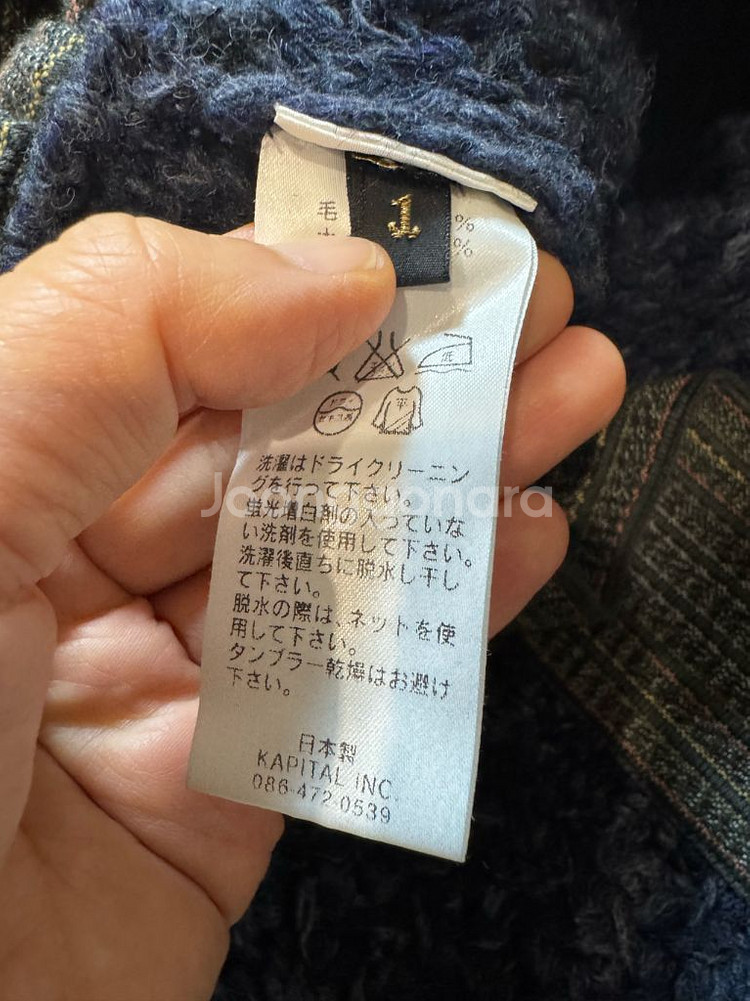 1
毛
%
%
洗濯はドライクリーニン
グを行って下さい。
蛍光増白剤の入っていな
い洗剤を使用して下さい。
洗濯後直ちに脱水し干し
て下さい。
脱水の際は、ネットを使
用して下さい。
タンブラー乾燥はお避け
下さい。
日本製
KAPITAL INC.
086-472-0539